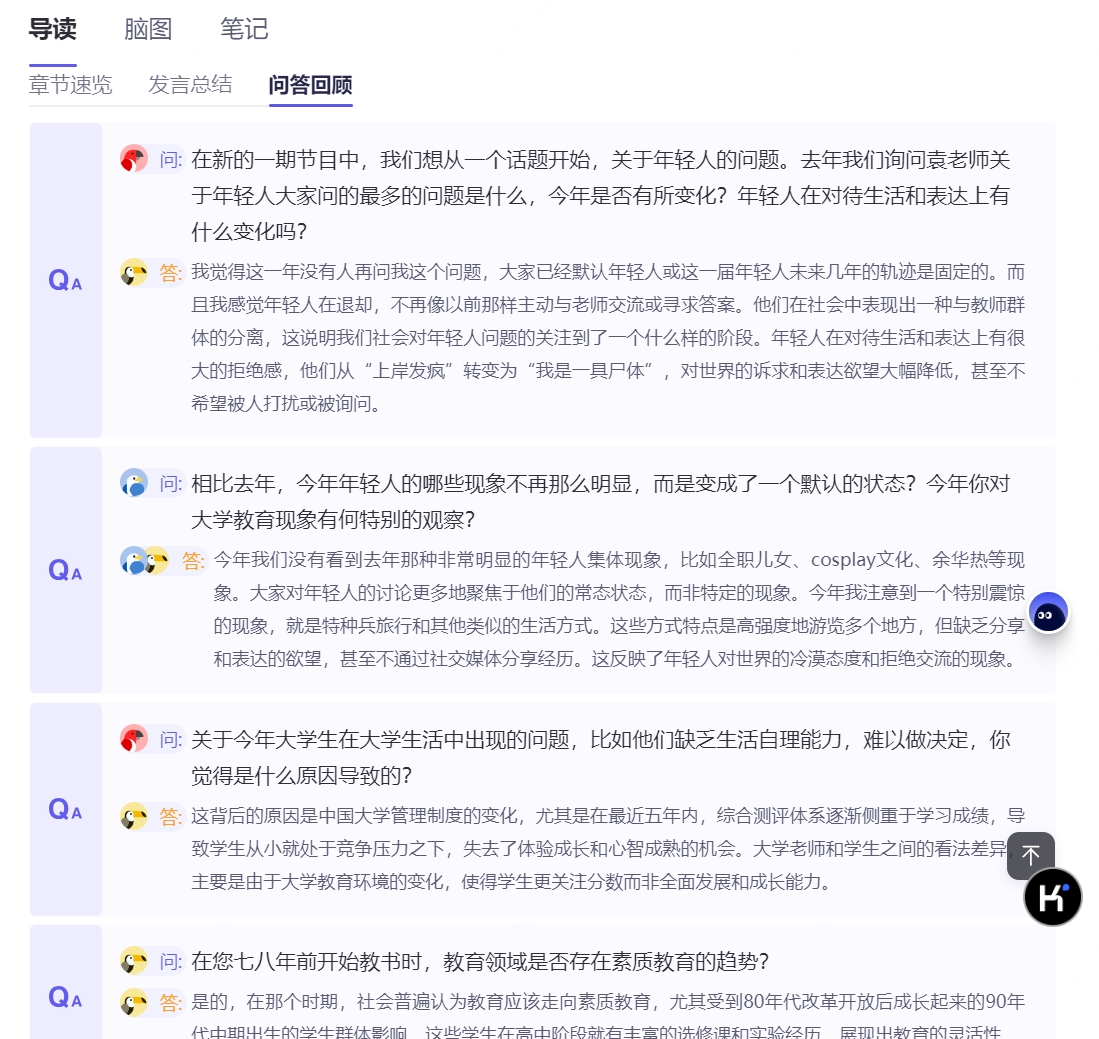 导读 脑图 笔记
章节速览 发言总结 问答回顾
问: 在新的一期节目中，我们想从一个话题开始，关于年轻人的问题。去年我们询问袁老师关
于年轻人大家问的最多的问题是什么，今年是否有所变化？年轻人在对待生活和表达上有
什么变化吗？
QA
答: 我觉得这一年没有人再问我这个问题，大家已经默认年轻人或这一届年轻人未来几年的轨迹是固定的。而
且我感觉年轻人在退却，不再像以前那样主动与老师交流或寻求答案。他们在社会中表现出一种与教师群
体的分离，这说明我们社会对年轻人问题的关注到了一个什么样的阶段。年轻人在对待生活和表达上有很
大的拒绝感，他们从“上岸发疯”转变为“我是一具尸体”，对世界的诉求和表达欲望大幅降低，甚至不
希望被人打扰或被询问。
问: 相比去年，今年年轻人的哪些现象不再那么明显，而是变成了一个默认的状态？今年你对
大学教育现象有何特别的观察？
QA
答: 今年我们没有看到去年那种非常明显的年轻人集体现象，比如全职儿女、cosplay文化、余华热等现
象。大家对年轻人的讨论更多地聚焦于他们的常态状态，而非特定的现象。今年我注意到一个特别震惊
的现象，就是特种兵旅行和其他类似的生活方式。这些方式特点是高强度地游览多个地方，但缺乏分享
和表达的欲望，甚至不通过社交媒体分享经历。这反映了年轻人对世界的冷漠态度和拒绝交流的现象。
问: 关于今年大学生在大学生活中出现的问题，比如他们缺乏生活自理能力，难以做决定，你
觉得是什么原因导致的？
QA
答: 这背后的原因是中国大学管理制度的变化，尤其是在最近五年内，综合测评体系逐渐侧重于学习成绩，导
致学生从小就处于竞争压力之下，失去了体验成长和心智成熟的机会。大学老师和学生之间的看法差异，
主要是由于大学教育环境的变化，使得学生更关注分数而非全面发展和成长能力。
K
问: 在您七八年前开始教书时，教育领域是否存在素质教育的趋势？
QA
答: 是的，在那个时期，社会普遍认为教育应该走向素质教育，尤其受到80年代改革开放后成长起来的90年
代中期出生的学生群体影响。这些学生在高中阶段就有丰富的选修课和实验经历，展现出教育的灵活性